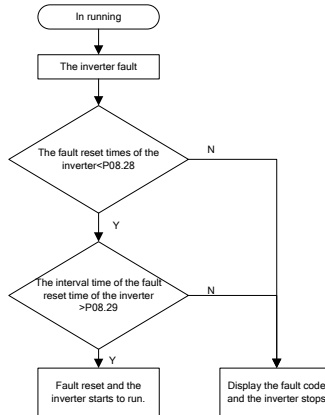 In running
The inverter fault
The fault reset times of the
inverter<P08.28
N
Y
The interval time of the fault
reset time of the inverter
>P08.29
N
Y
Fault reset and the
inverter starts to run.
Display the fault code
and the inverter stops